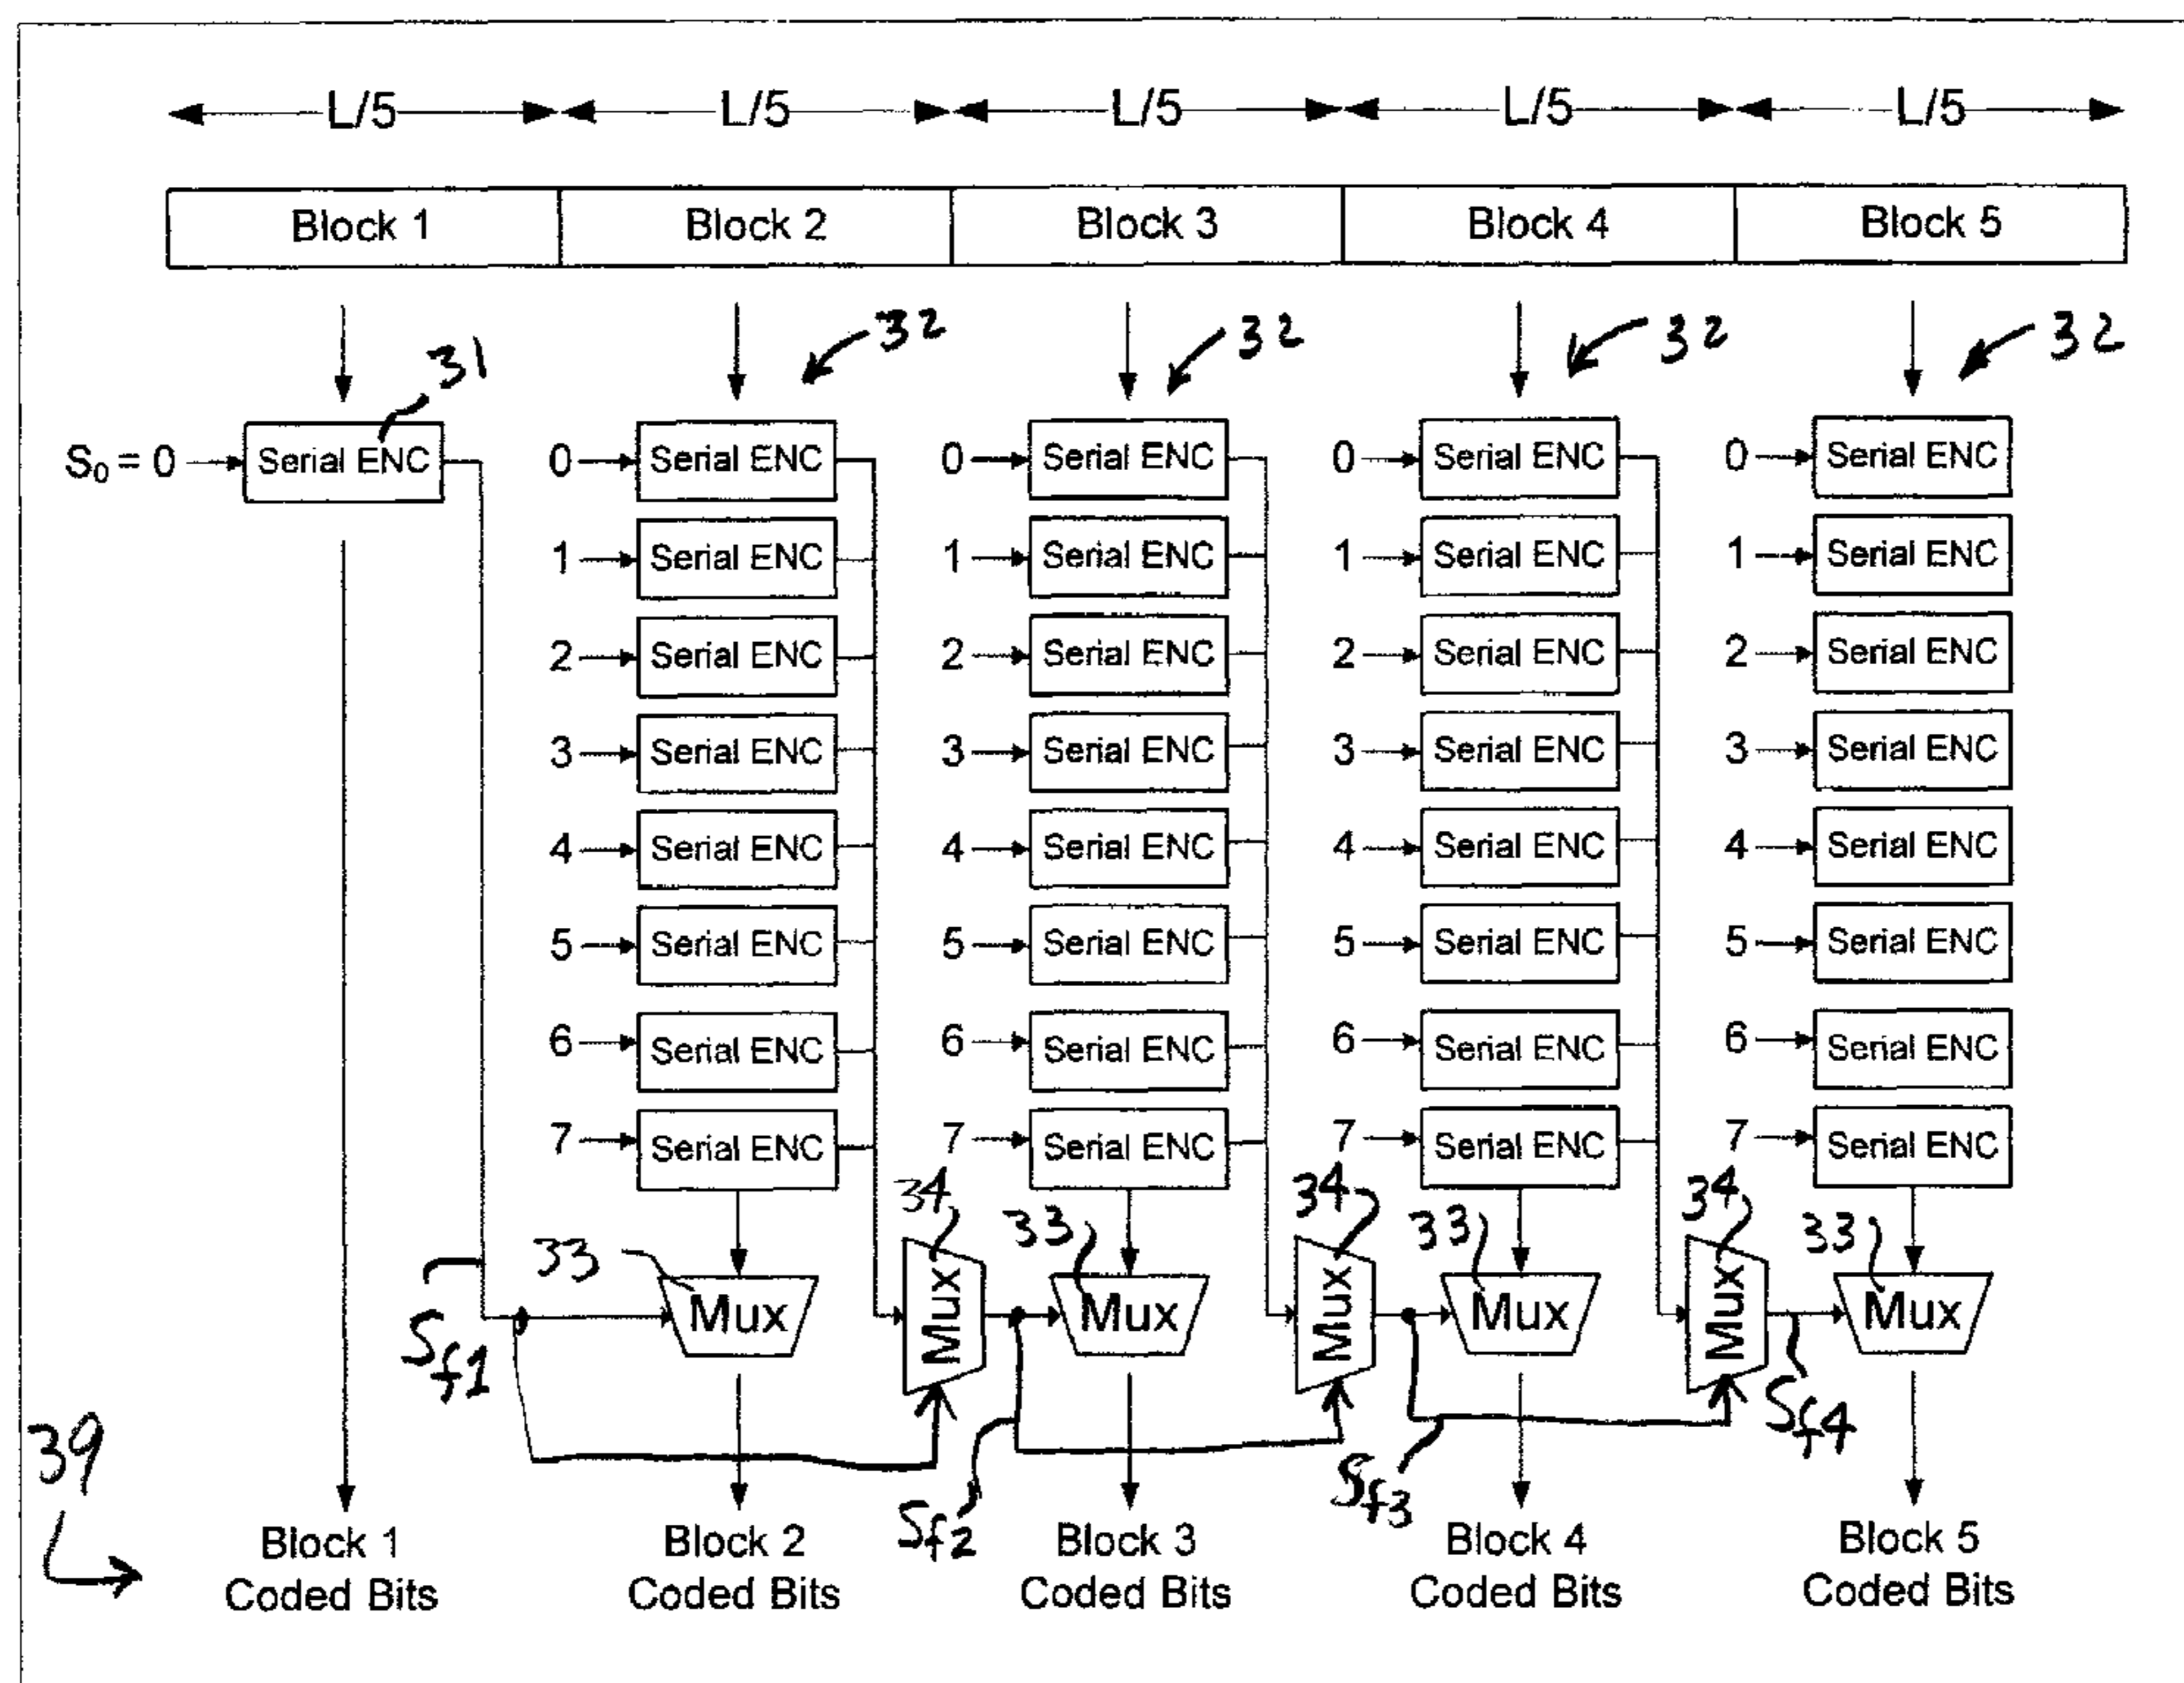 L/5 L/5 L/5 L/5 L/5
Block 1 Block 2 Block 3 Block 4 Block 5
31 32 32 32 32
S0 = 0 Serial ENC 0 Serial ENC 0 Serial ENC 0 Serial ENC 0 Serial ENC
1 Serial ENC 1 Serial ENC 1 Serial ENC 1 Serial ENC
2 Serial ENC 2 Serial ENC 2 Serial ENC 2 Serial ENC
3 Serial ENC 3 Serial ENC 3 Serial ENC 3 Serial ENC
4 Serial ENC 4 Serial ENC 4 Serial ENC 4 Serial ENC
5 Serial ENC 5 Serial ENC 5 Serial ENC 5 Serial ENC
6 Serial ENC 6 Serial ENC 6 Serial ENC 6 Serial ENC
7 Serial ENC 7 Serial ENC 7 Serial ENC 7 Serial ENC
33 34 33 34 33 34 33
Mux Mux Mux Mux Mux Mux Mux
Sf1 Sf2 Sf3 Sf4
39
Block 1 Block 2 Block 3 Block 4 Block 5
Coded Bits Coded Bits Coded Bits Coded Bits Coded Bits